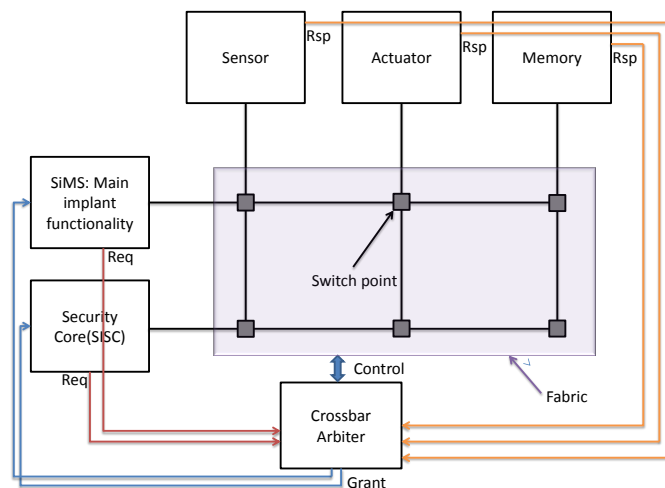 Rsp
Rsp
Rsp
Sensor
Actuator
Memory
SiMS: Main
implant
functionality
Req
Switch point
Security
Core(SISC)
Req
Control
Fabric
Crossbar
Arbiter
Grant